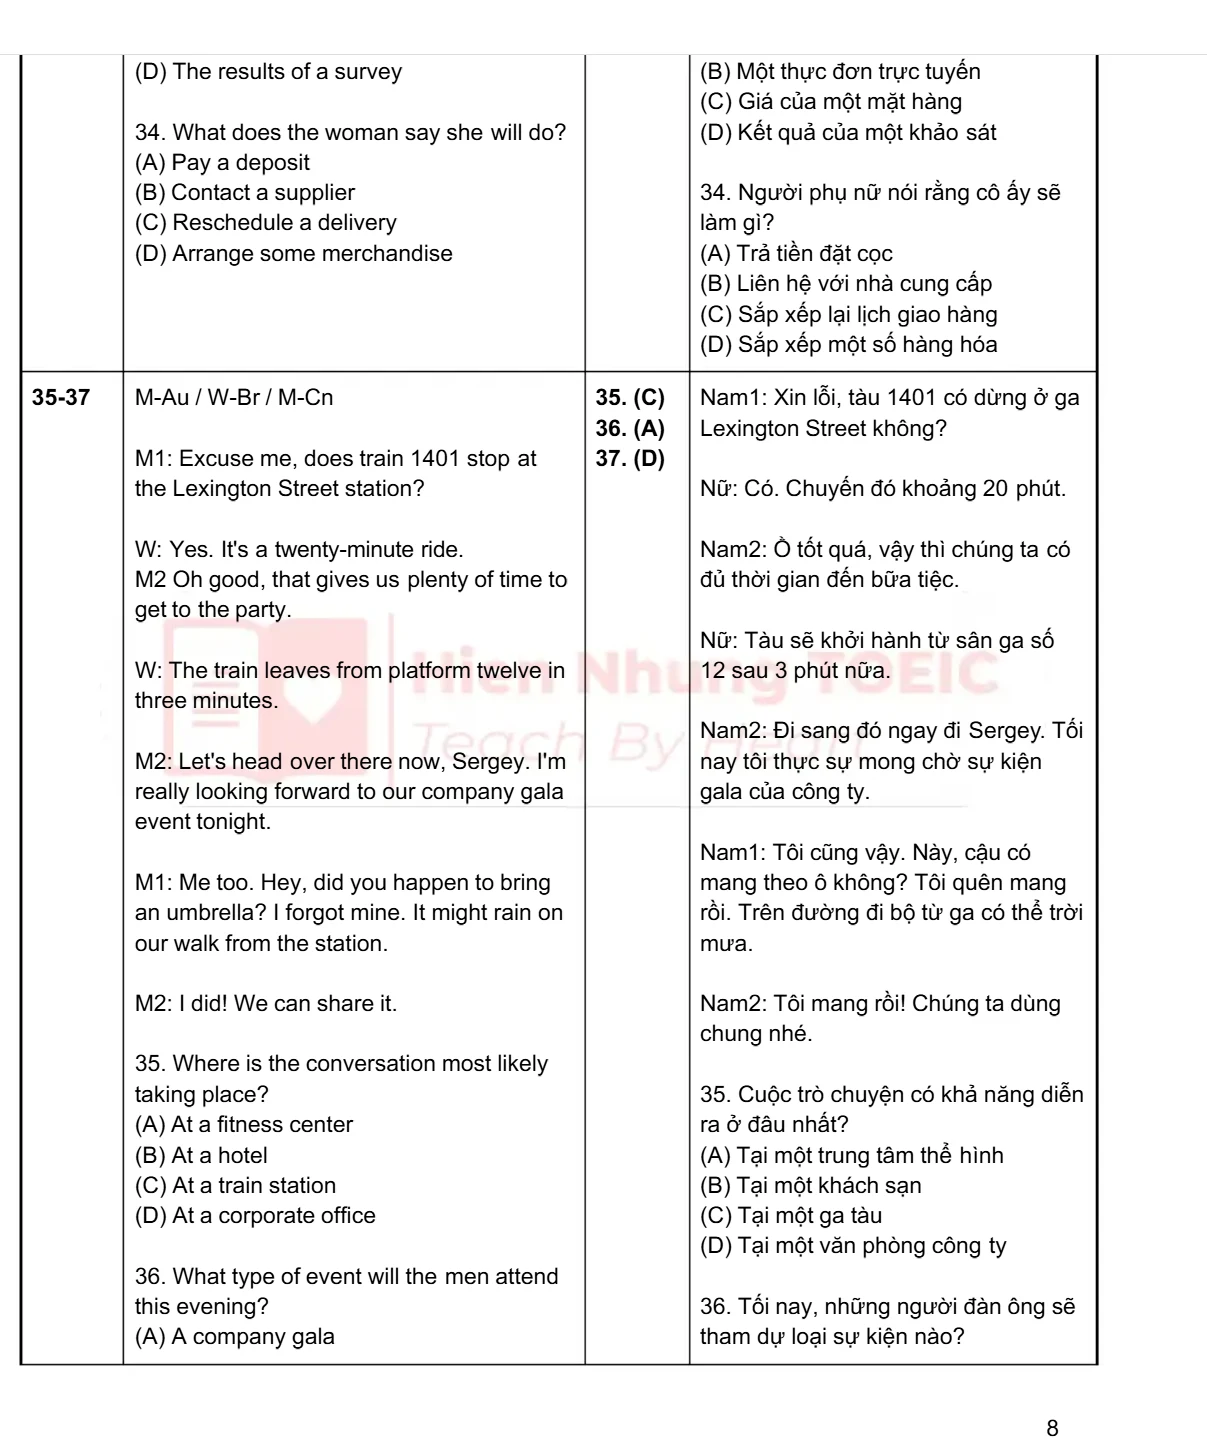 (D) The results of a survey
34. What does the woman say she will do?
(A) Pay a deposit
(B) Contact a supplier
(C) Reschedule a delivery
(D) Arrange some merchandise
(B) Một thực đơn trực tuyến
(C) Giá của một mặt hàng
(D) Kết quả của một khảo sát
34. Người phụ nữ nói rằng cô ấy sẽ
làm gì?
(A) Trả tiền đặt cọc
(B) Liên hệ với nhà cung cấp
(C) Sắp xếp lại lịch giao hàng
(D) Sắp xếp một số hàng hóa
35-37
M-Au / W-Br / M-Cn
M1: Excuse me, does train 1401 stop at
the Lexington Street station?
W: Yes. It's a twenty-minute ride.
M2 Oh good, that gives us plenty of time to
get to the party.
W: The train leaves from platform twelve in
three minutes.
M2: Let's head over there now, Sergey. I'm
really looking forward to our company gala
event tonight.
M1: Me too. Hey, did you happen to bring
an umbrella? I forgot mine. It might rain on
our walk from the station.
M2: I did! We can share it.
35. Where is the conversation most likely
taking place?
(A) At a fitness center
(B) At a hotel
(C) At a train station
(D) At a corporate office
36. What type of event will the men attend
this evening?
(A) A company gala
35. (C)
36. (A)
37. (D)
Nam1: Xin lỗi, tàu 1401 có dừng ở ga
Lexington Street không?
Nữ: Có. Chuyến đó khoảng 20 phút.
Nam2: Ồ tốt quá, vậy thì chúng ta có
đủ thời gian đến bữa tiệc.
Nữ: Tàu sẽ khởi hành từ sân ga số
12 sau 3 phút nữa.
Nam2: Đi sang đó ngay đi Sergey. Tối
nay tôi thực sự mong chờ sự kiện
gala của công ty.
Nam1: Tôi cũng vậy. Này, cậu có
mang theo ô không? Tôi quên mang
rồi. Trên đường đi bộ từ ga có thể trời
mưa.
Nam2: Tôi mang rồi! Chúng ta dùng
chung nhé.
35. Cuộc trò chuyện có khả năng diễn
ra ở đâu nhất?
(A) Tại một trung tâm thể hình
(B) Tại một khách sạn
(C) Tại một ga tàu
(D) Tại một văn phòng công ty
36. Tối nay, những người đàn ông sẽ
tham dự loại sự kiện nào?
Hien Nhung TOEIC
Teach By Heart
8